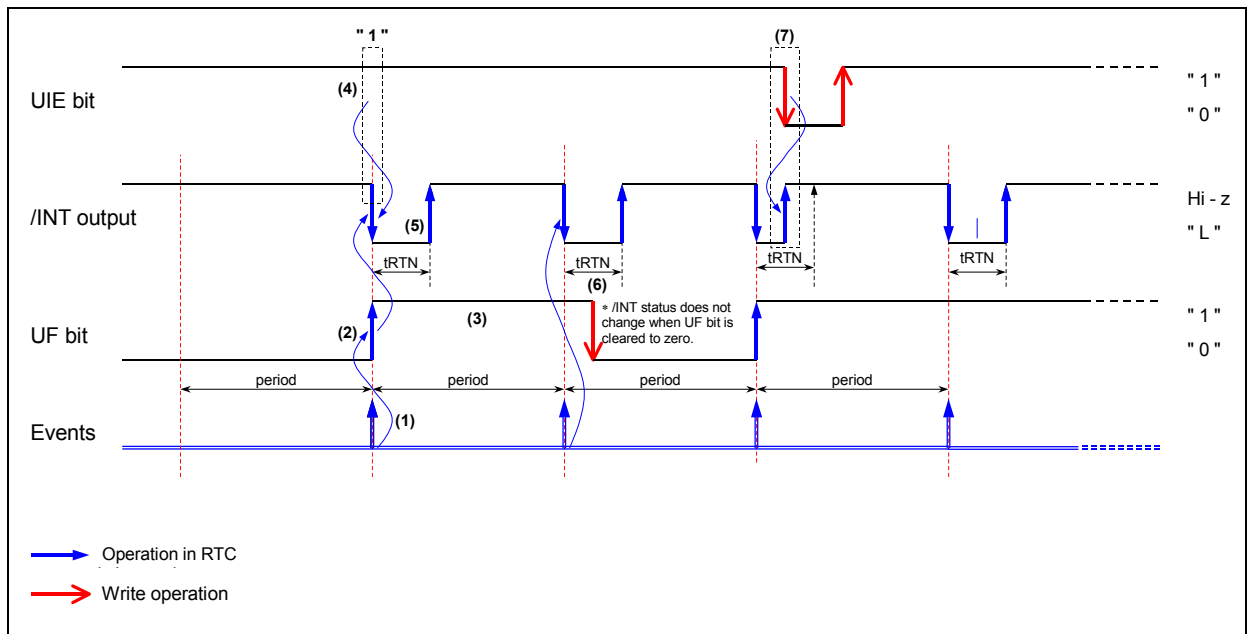 " 1 "
(7)
(4)
UIE bit
" 1 "
" 0 "
/INT output
(5)
Hi - z
" L "
tRTN
tRTN
tRTN
tRTN
(6)
* /INT status does not
change when UF bit is
cleared to zero.
UF bit
(2)
(3)
" 1 "
" 0 "
period
period
period
period
Events
(1)
Operation in RTC
Write operation